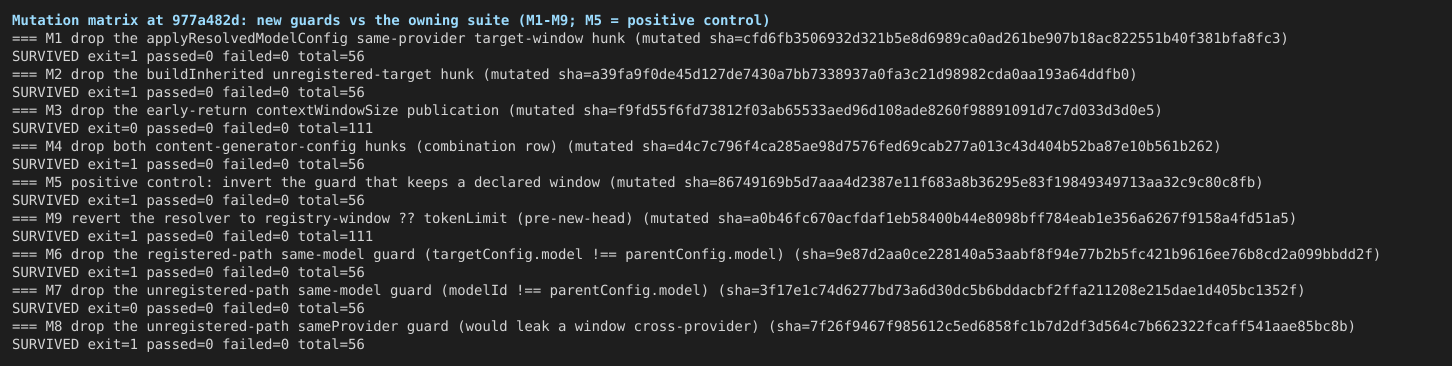 Mutation matrix at 977a482d: new guards vs the owning suite (M1-M9; M5 = positive control)
=== M1 drop the applyResolvedModelConfig same-provider target-window hunk (mutated sha=cfd6fb3506932d321b5e8d6989ca0ad261be907b18ac822551b40f381bfa8fc3)
SURVIVED exit=1 passed=0 failed=0 total=56
=== M2 drop the buildInherited unregistered-target hunk (mutated sha=a39fa9f0de45d127de7430a7bb7338937a0fa3c21d98982cda0aa193a64ddfb0)
SURVIVED exit=1 passed=0 failed=0 total=56
=== M3 drop the early-return contextWindowSize publication (mutated sha=f9fd55f6fd73812f03ab65533aed96d108ade8260f98891091d7c7d033d3d0e5)
SURVIVED exit=0 passed=0 failed=0 total=111
=== M4 drop both content-generator-config hunks (combination row) (mutated sha=d4c7c796f4ca285ae98d7576fed69cab277a013c43d404b52ba87e10b561b262)
SURVIVED exit=1 passed=0 failed=0 total=56
=== M5 positive control: invert the guard that keeps a declared window (mutated sha=86749169b5d7aaa4d2387e11f683a8b36295e83f19849349713aa32c9c80c8fb)
SURVIVED exit=1 passed=0 failed=0 total=56
=== M9 revert the resolver to registry-window ?? tokenLimit (pre-new-head) (mutated sha=a0b46fc670acfdaf1eb58400b44e8098bff784eab1e356a6267f9158a4fd51a5)
SURVIVED exit=1 passed=0 failed=0 total=111
=== M6 drop the registered-path same-model guard (targetConfig.model !== parentConfig.model) (sha=9e87d2aa0ce228140a53aabf8f94e77b2b5fc421b9616ee76b8cd2a099bbdd2f)
SURVIVED exit=1 passed=0 failed=0 total=56
=== M7 drop the unregistered-path same-model guard (modelId !== parentConfig.model) (sha=3f17e1c74d6277bd73a6d30dc5b6bddacbf2ffa211208e215dae1d405bc1352f)
SURVIVED exit=0 passed=0 failed=0 total=56
=== M8 drop the unregistered-path sameProvider guard (would leak a window cross-provider) (sha=7f26f9467f985612c5ed6858fc1b7d2df3d564c7b662322fcaff541aae85bc8b)
SURVIVED exit=1 passed=0 failed=0 total=56